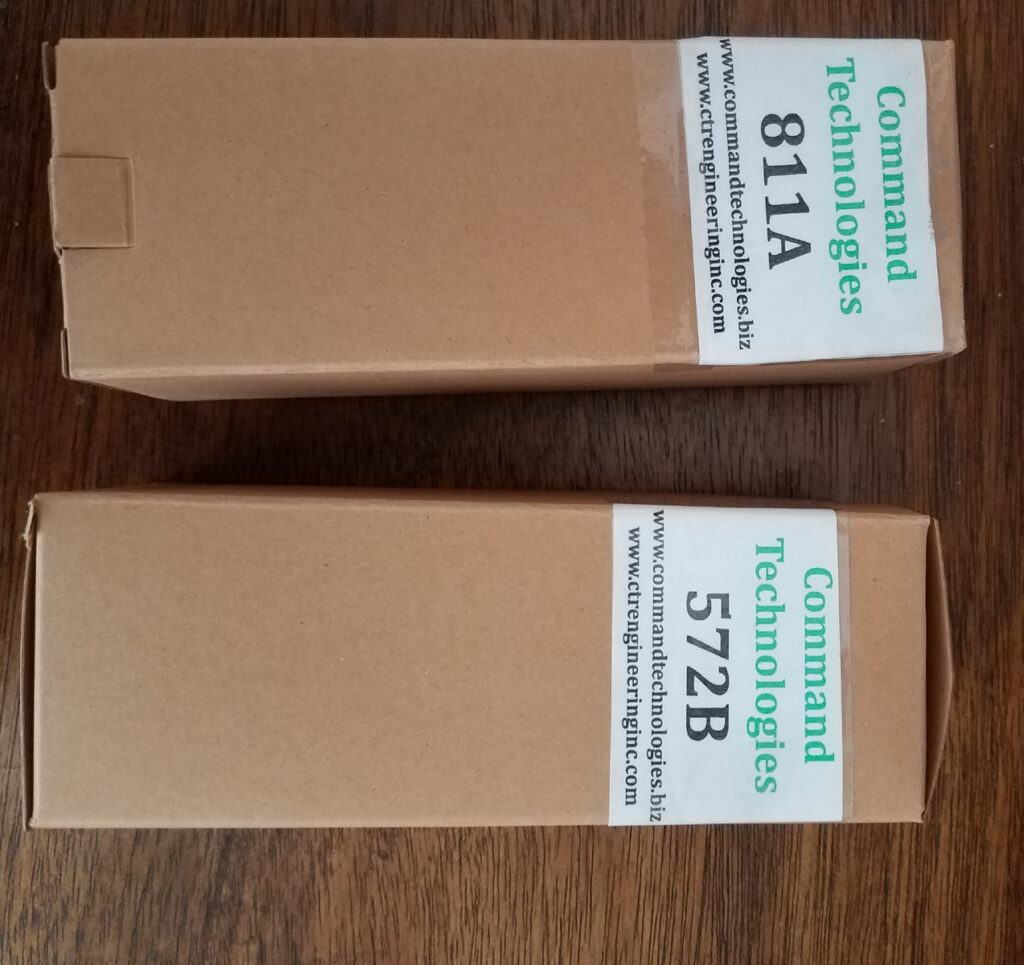 Command
Technologies
811A
www.commandtechnologies.biz
www.ctrengineeringinc.com
Command
Technologies
572B
www.commandtechnologies.biz
www.ctrengineeringinc.com